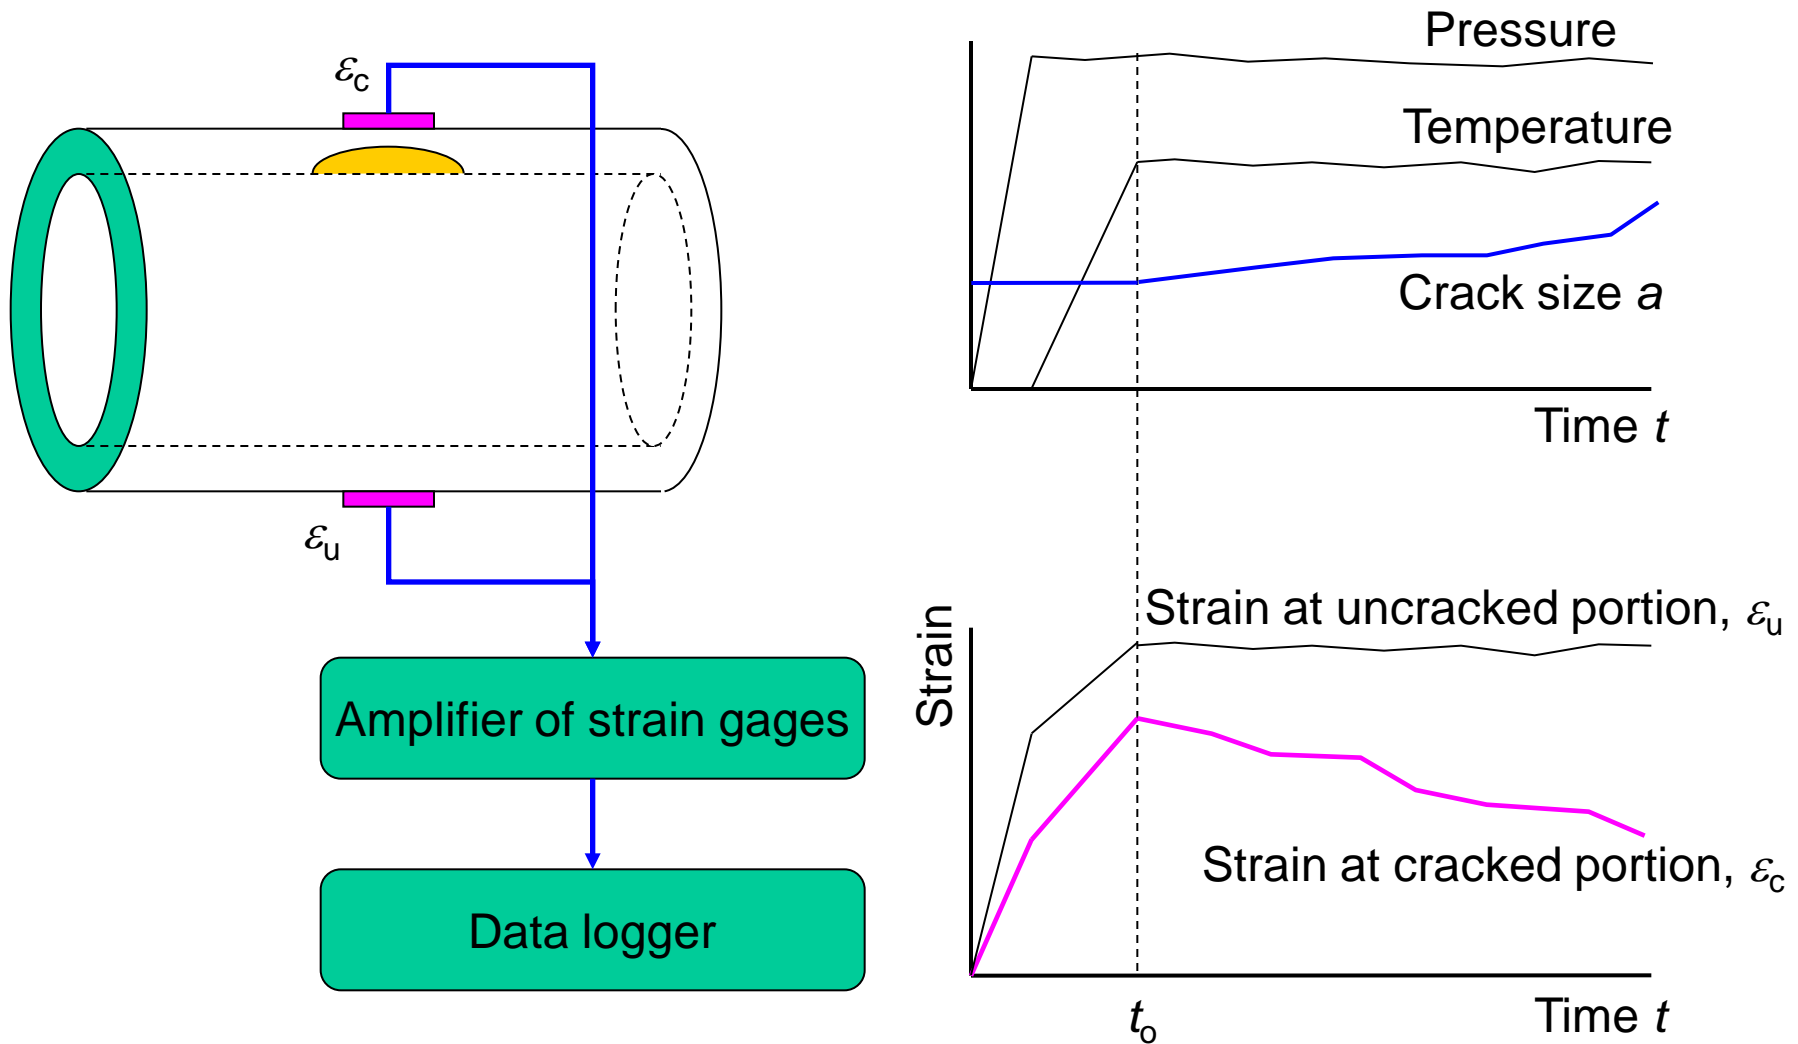 εc
εu
Amplifier of strain gages
Data logger
Pressure
Temperature
Crack size a
Time t
Strain
Strain at uncracked portion, εu
Strain at cracked portion, εc
to
Time t